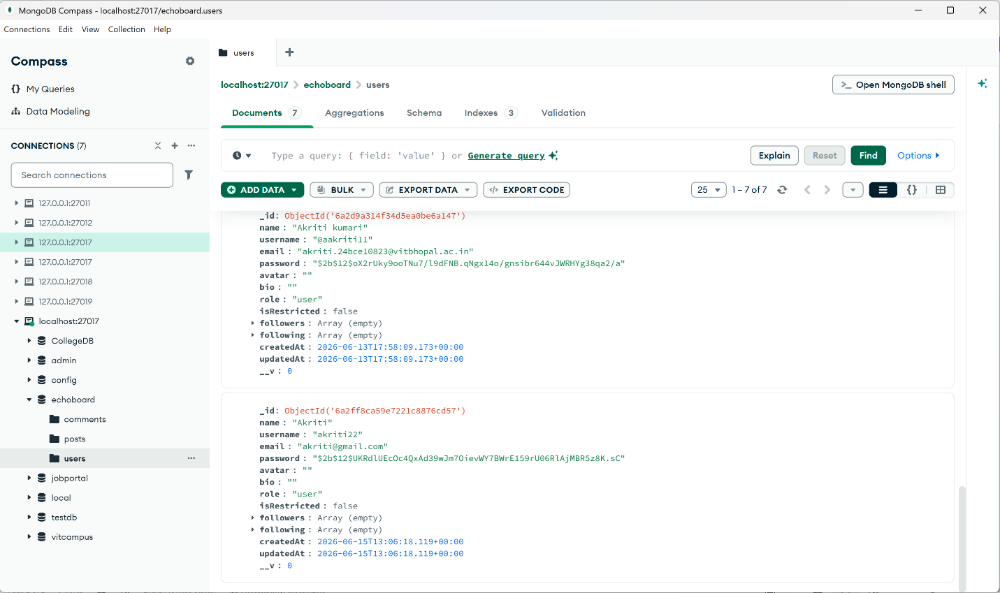 MongoDB Compass - localhost:27017/echoboard.users
Connections Edit View Collection Help
Compass
My Queries
Data Modeling
CONNECTIONS (7)
Search connections
127.0.0.1:27011
127.0.0.1:27012
127.0.0.1:27017
127.0.0.1:27017
127.0.0.1:27018
127.0.0.1:27019
localhost:27017
CollegeDB
admin
config
echoboard
comments
posts
users
jobportal
local
testdb
vitcampus
users
localhost:27017 > echoboard > users
>_ Open MongoDB shell
Documents 7 Aggregations Schema Indexes 3 Validation
Type a query: { field: 'value' } or Generate query
Explain Reset Find Options
ADD DATA BULK EXPORT DATA EXPORT CODE
25 1 – 7 of 7
_id: ObjectId('6a2d9a314f34d5ea0be6a147')
name : "Akriti kumari"
username : "@aakriti11"
email : "akriti.24bce10823@vitbhopal.ac.in"
password : "$2b$12$oX2rUky9ooTNu7/l9dFNB.qNgx14o/gnsibr644vJWRHYg38qa2/a"
avatar : ""
bio : ""
role : "user"
isRestricted : false
followers : Array (empty)
following : Array (empty)
createdAt : 2026-06-13T17:58:09.173+00:00
updatedAt : 2026-06-13T17:58:09.173+00:00
__v : 0
_id: ObjectId('6a2ff8ca59e7221c8876cd57')
name : "Akriti"
username : "akriti22"
email : "akriti@gmail.com"
password : "$2b$12$UKRdlUEcOc4QxAd39wJm7OievWY7BWrE159rU06RlAjMBR5z8K.sC"
avatar : ""
bio : ""
role : "user"
isRestricted : false
followers : Array (empty)
following : Array (empty)
createdAt : 2026-06-15T13:06:18.119+00:00
updatedAt : 2026-06-15T13:06:18.119+00:00
__v : 0